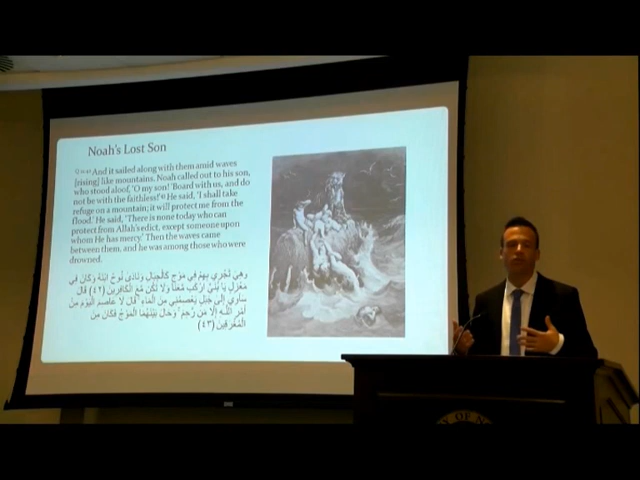 Noah's Lost Son
And it sailed along with them amid waves
[rising] like mountains. Noah called out to his son,
who stood aloof, 'O my son! 'Board with us, and do
not be with the faithless!' He said, 'I shall take
refuge on a mountain; it will protect me from the
flood.' He said, 'There is none today who can
protect from Allah's edict, except someone upon
whom He has mercy.' Then the waves came
between them, and he was among those who were
drowned.
وَهِيَ تَجْرِي بِهِمْ فِي مَوْجٍ كَالْجِبَالِ وَنَادَىٰ نُوحٌ ابْنَهُ وَكَانَ فِي
مَعْزِلٍ يَا بُنَيَّ ارْكَب مَّعَنَا وَلَا تَكُن مَّعَ الْكَافِرِينَ (٤٢) قَالَ
سَآوِي إِلَىٰ جَبَلٍ يَعْصِمُنِي مِنَ الْمَاءِ ۚ قَالَ لَا عَاصِمَ الْيَوْمَ مِنْ
أَمْرِ اللَّـهِ إِلَّا مَن رَّحِمَ ۚ وَحَالَ بَيْنَهُمَا الْمَوْجُ فَكَانَ مِنَ
الْمُغْرَقِينَ (٤٣)
OF